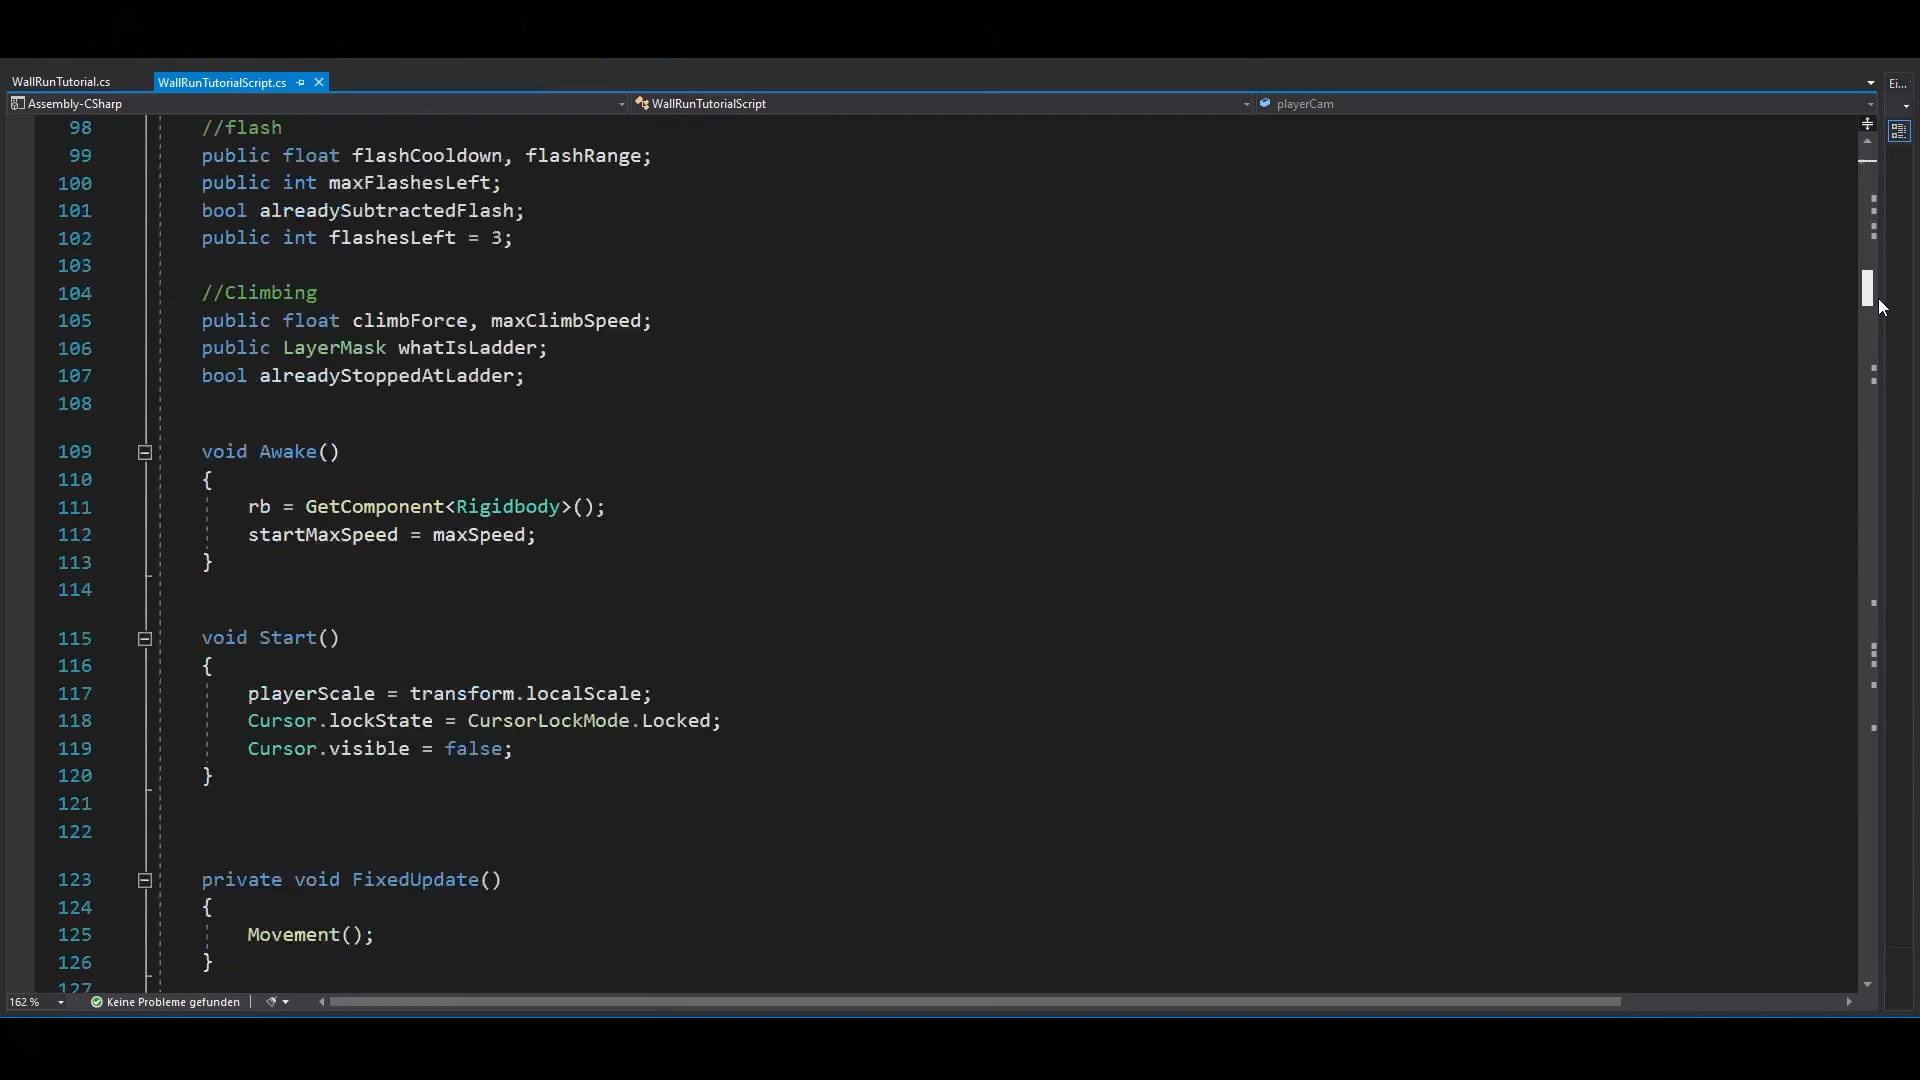 WallRunTutorial.cs
WallRunTutorialScript.cs
Ei...
Assembly-CSharp
WallRunTutorialScript
playerCam
98 //flash
99 public float flashCooldown, flashRange;
100 public int maxFlashesLeft;
101 bool alreadySubtractedFlash;
102 public int flashesLeft = 3;
103
104 //Climbing
105 public float climbForce, maxClimbSpeed;
106 public LayerMask whatIsLadder;
107 bool alreadyStoppedAtLadder;
108
109 void Awake()
110 {
111 rb = GetComponent<Rigidbody>();
112 startMaxSpeed = maxSpeed;
113 }
114
115 void Start()
116 {
117 playerScale = transform.localScale;
118 Cursor.lockState = CursorLockMode.Locked;
119 Cursor.visible = false;
120 }
121
122
123 private void FixedUpdate()
124 {
125 Movement();
126 }
127
162 %
Keine Probleme gefunden